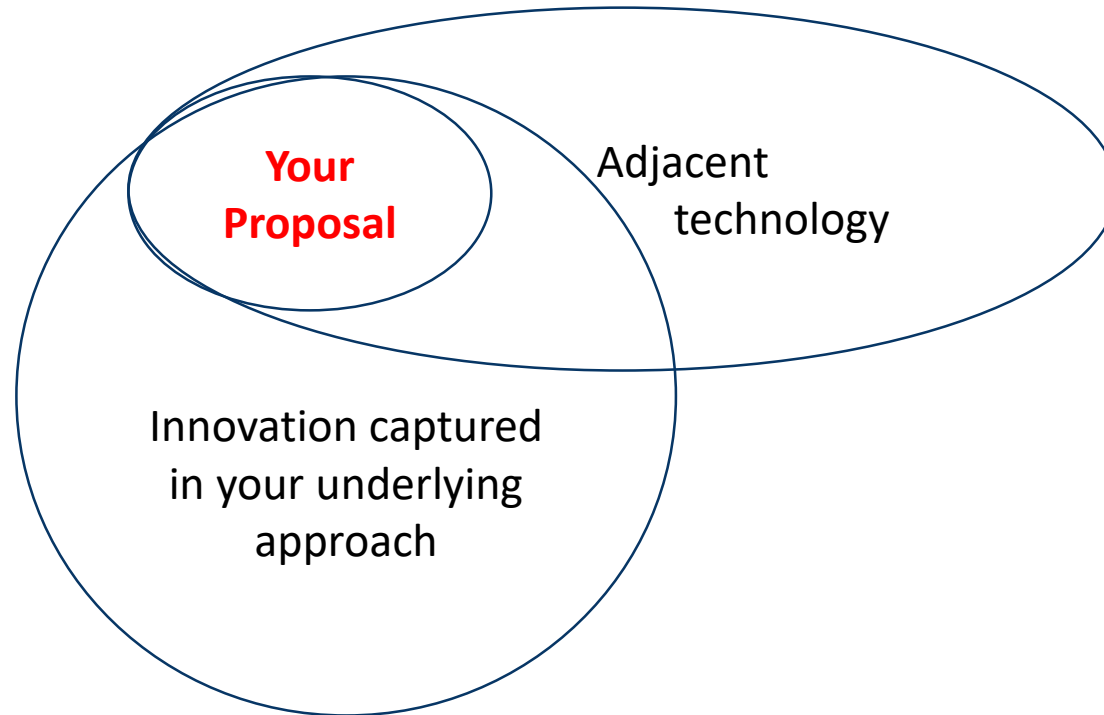 Your
Proposal
Adjacent
technology
Innovation captured
in your underlying
approach